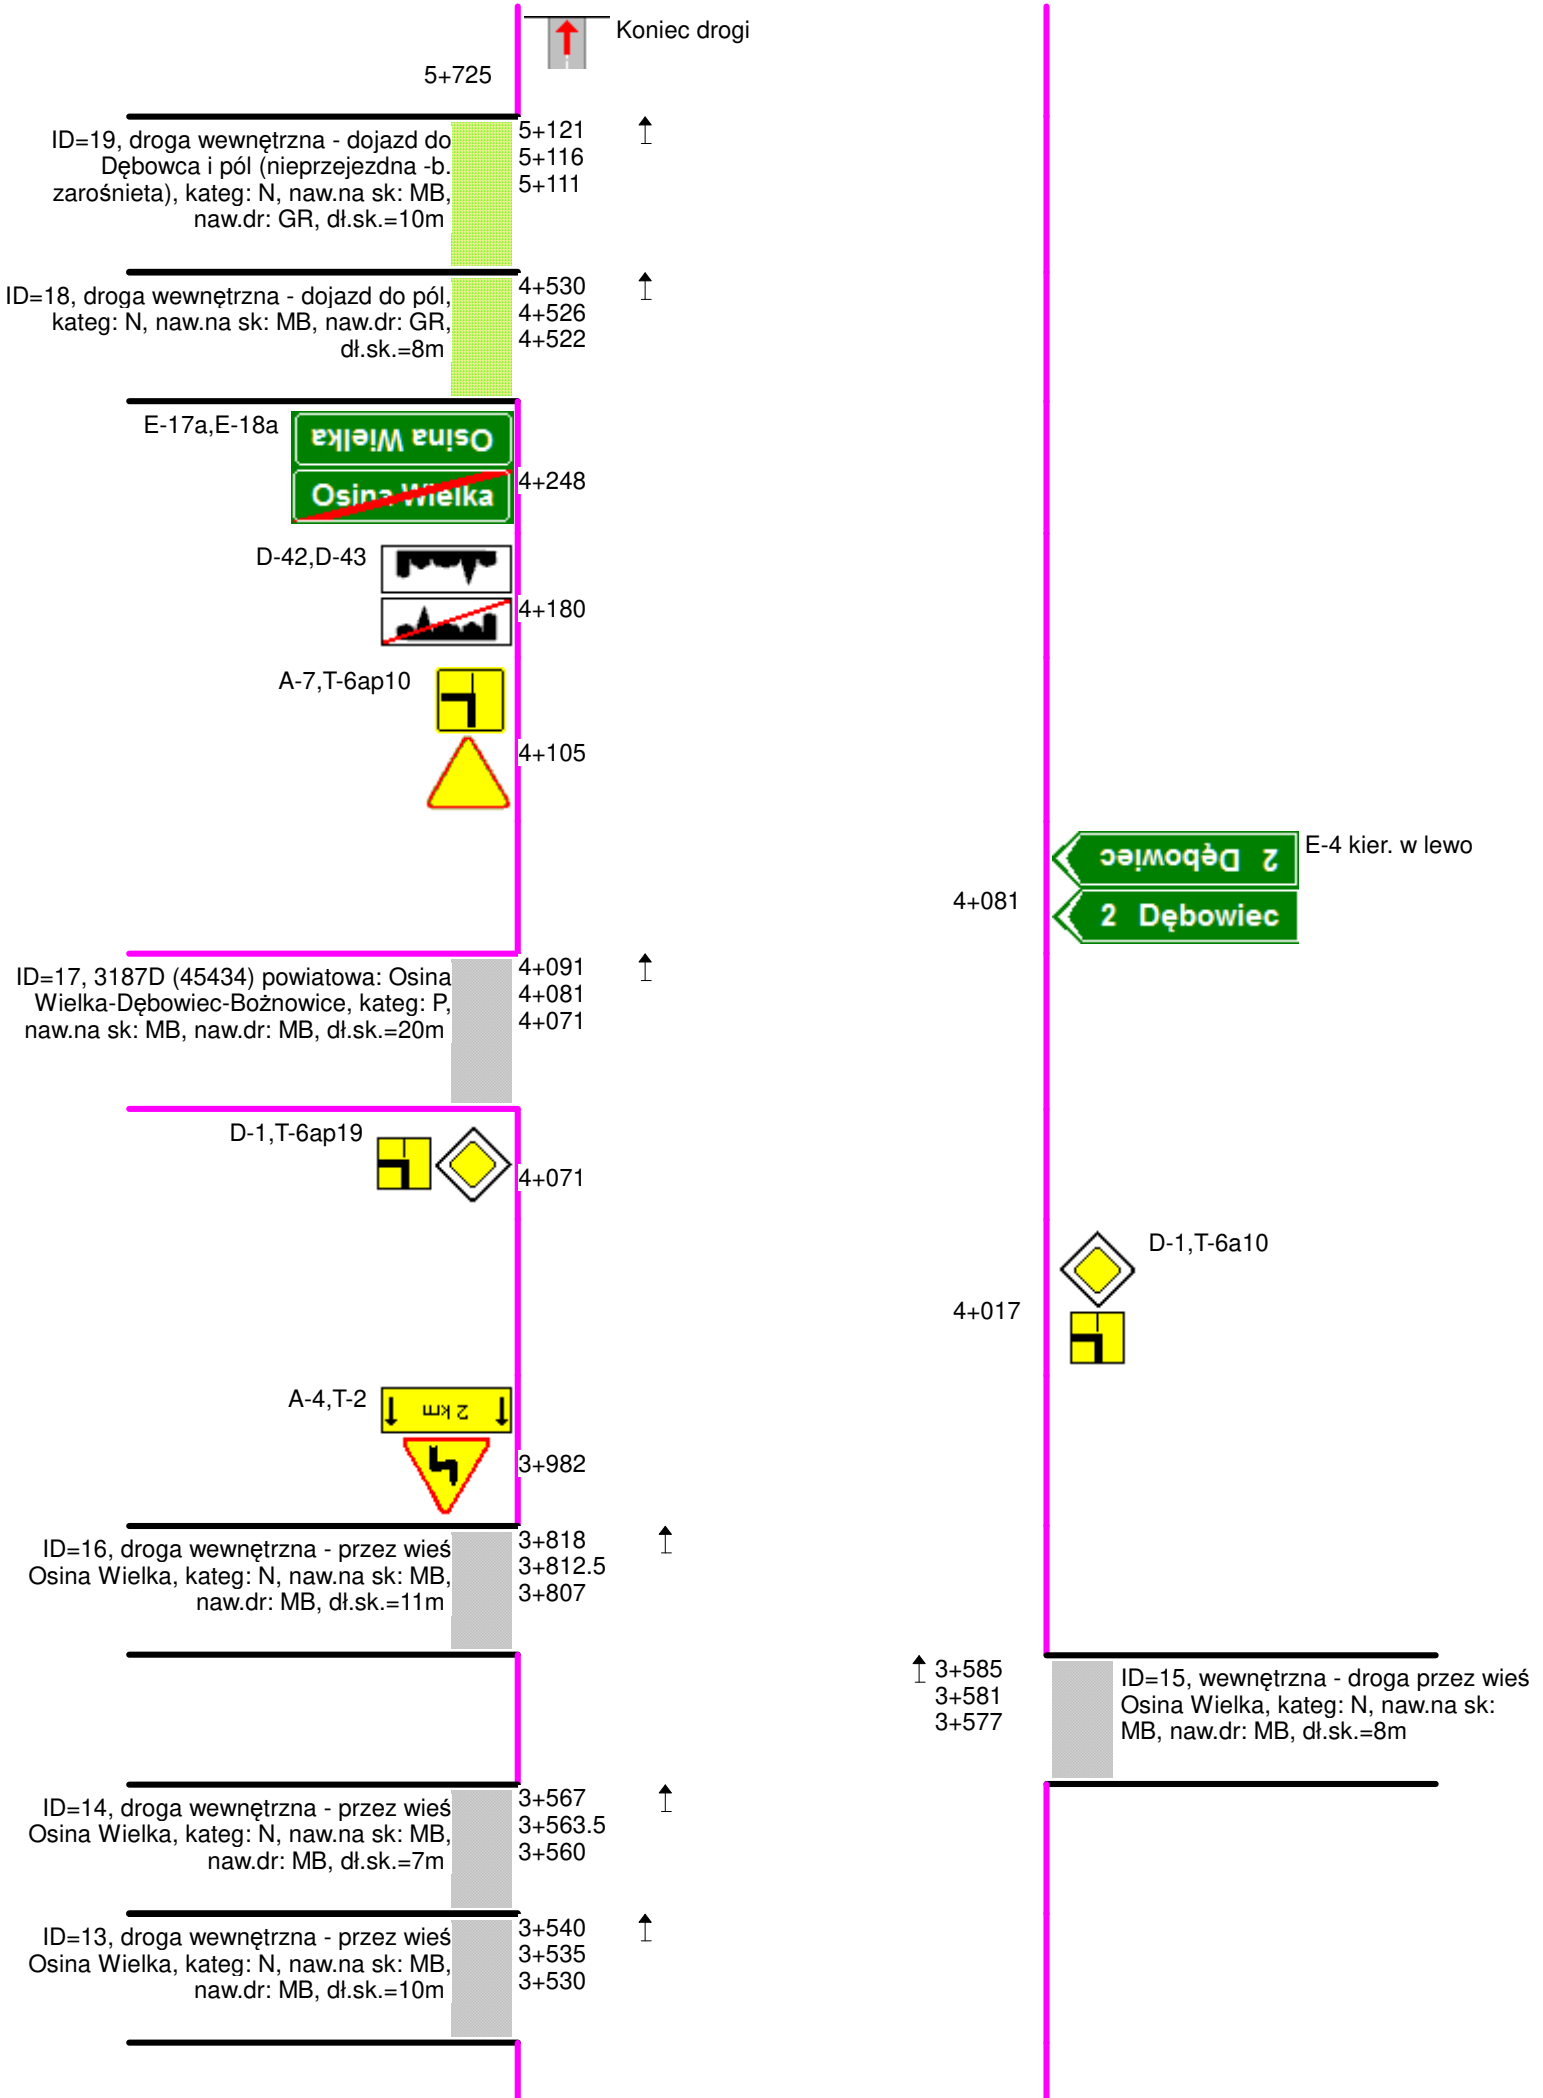 Koniec drogi
5+725
ID=19, droga wewnętrzna - dojazd do
Dębowca i pól (nieprzejezdna -b.
zarośnieta), kateg: N, naw.na sk: MB,
naw.dr: GR, dł.sk.=10m
5+121
5+116
5+111
ID=18, droga wewnętrzna - dojazd do pól,
kateg: N, naw.na sk: MB, naw.dr: GR,
dł.sk.=8m
4+530
4+526
4+522
E-17a,E-18a
Osina Wielka
Osina Wielka
4+248
D-42,D-43
4+180
A-7,T-6ap10
4+105
2 Dębowiec
E-4 kier. w lewo
2 Dębowiec
4+081
ID=17, 3187D (45434) powiatowa: Osina
Wielka-Dębowiec-Bożnowice, kateg: P,
naw.na sk: MB, naw.dr: MB, dł.sk.=20m
4+091
4+081
4+071
D-1,T-6ap19
4+071
D-1,T-6a10
4+017
A-4,T-2
2 km
3+982
ID=16, droga wewnętrzna - przez wieś
Osina Wielka, kateg: N, naw.na sk: MB,
naw.dr: MB, dł.sk.=11m
3+818
3+812.5
3+807
3+585
3+581
3+577
ID=15, wewnętrzna - droga przez wieś
Osina Wielka, kateg: N, naw.na sk:
MB, naw.dr: MB, dł.sk.=8m
ID=14, droga wewnętrzna - przez wieś
Osina Wielka, kateg: N, naw.na sk: MB,
naw.dr: MB, dł.sk.=7m
3+567
3+563.5
3+560
ID=13, droga wewnętrzna - przez wieś
Osina Wielka, kateg: N, naw.na sk: MB,
naw.dr: MB, dł.sk.=10m
3+540
3+535
3+530